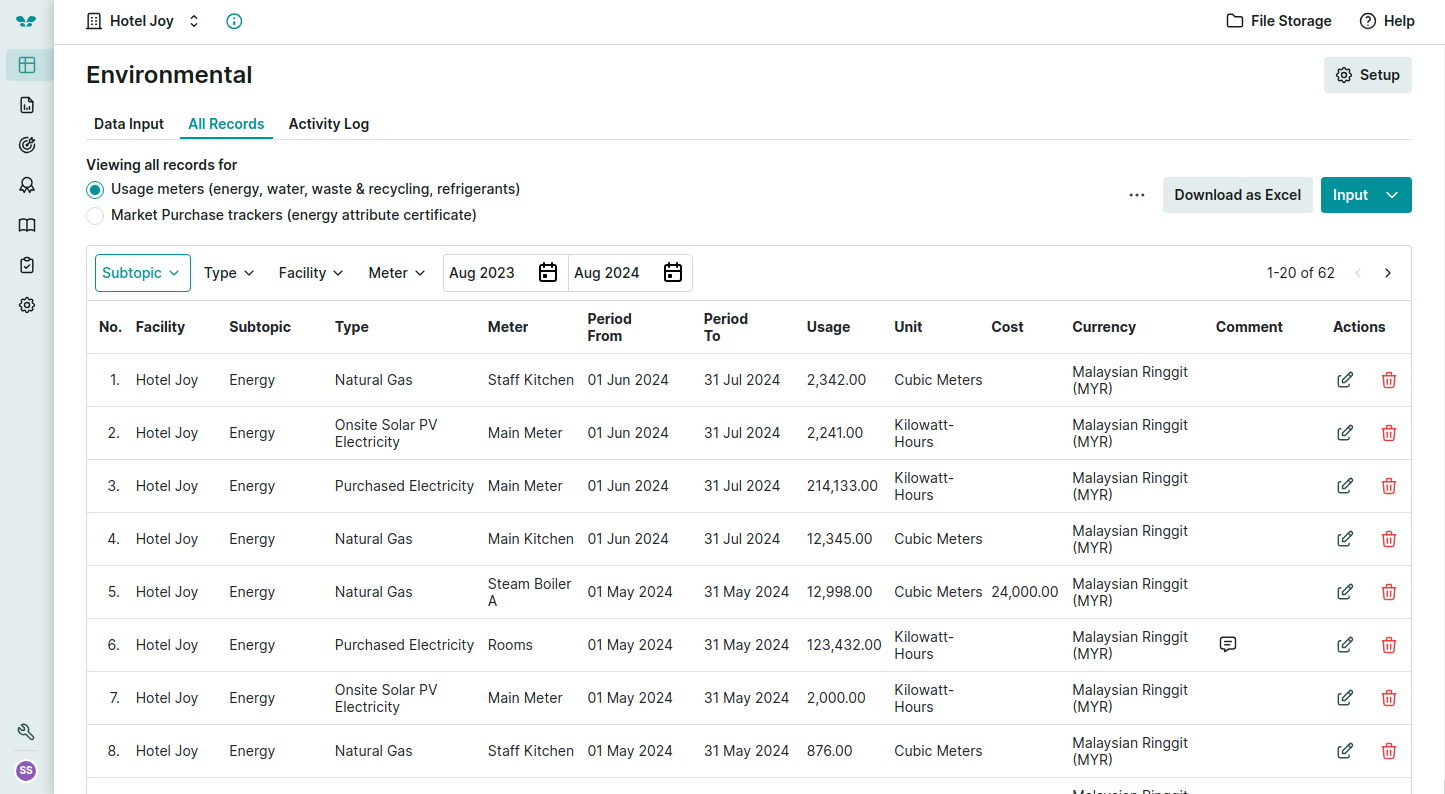 Hotel Joy
File Storage
Help
Environmental
Setup
Data Input
All Records
Activity Log
Viewing all records for
Usage meters (energy, water, waste & recycling, refrigerants)
Market Purchase trackers (energy attribute certificate)
Download as Excel
Input
Subtopic
Type
Facility
Meter
Aug 2023
Aug 2024
1-20 of 62
No. Facility Subtopic Type Meter Period From Period To Usage Unit Cost Currency Comment Actions
1. Hotel Joy Energy Natural Gas Staff Kitchen 01 Jun 2024 31 Jul 2024 2,342.00 Cubic Meters Malaysian Ringgit (MYR)
2. Hotel Joy Energy Onsite Solar PV Electricity Main Meter 01 Jun 2024 31 Jul 2024 2,241.00 Kilowatt-Hours Malaysian Ringgit (MYR)
3. Hotel Joy Energy Purchased Electricity Main Meter 01 Jun 2024 31 Jul 2024 214,133.00 Kilowatt-Hours Malaysian Ringgit (MYR)
4. Hotel Joy Energy Natural Gas Main Kitchen 01 Jun 2024 31 Jul 2024 12,345.00 Cubic Meters Malaysian Ringgit (MYR)
5. Hotel Joy Energy Natural Gas Steam Boiler A 01 May 2024 31 May 2024 12,998.00 Cubic Meters 24,000.00 Malaysian Ringgit (MYR)
6. Hotel Joy Energy Purchased Electricity Rooms 01 May 2024 31 May 2024 123,432.00 Kilowatt-Hours Malaysian Ringgit (MYR)
7. Hotel Joy Energy Onsite Solar PV Electricity Main Meter 01 May 2024 31 May 2024 2,000.00 Kilowatt-Hours Malaysian Ringgit (MYR)
8. Hotel Joy Energy Natural Gas Staff Kitchen 01 May 2024 31 May 2024 876.00 Cubic Meters Malaysian Ringgit (MYR)
SS